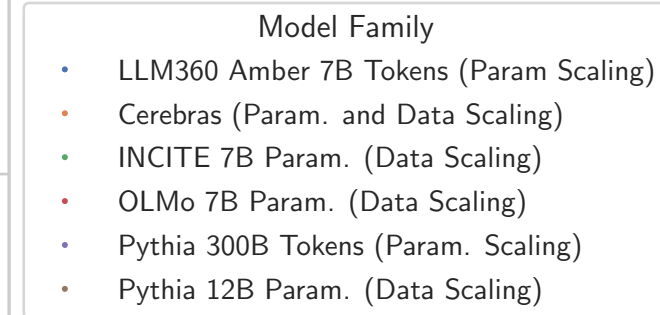 Model Family
LLM360 Amber 7B Tokens (Param Scaling)
Cerebras (Param. and Data Scaling)
INCITE 7B Param. (Data Scaling)
OLMo 7B Param. (Data Scaling)
Pythia 300B Tokens (Param. Scaling)
Pythia 12B Param. (Data Scaling)